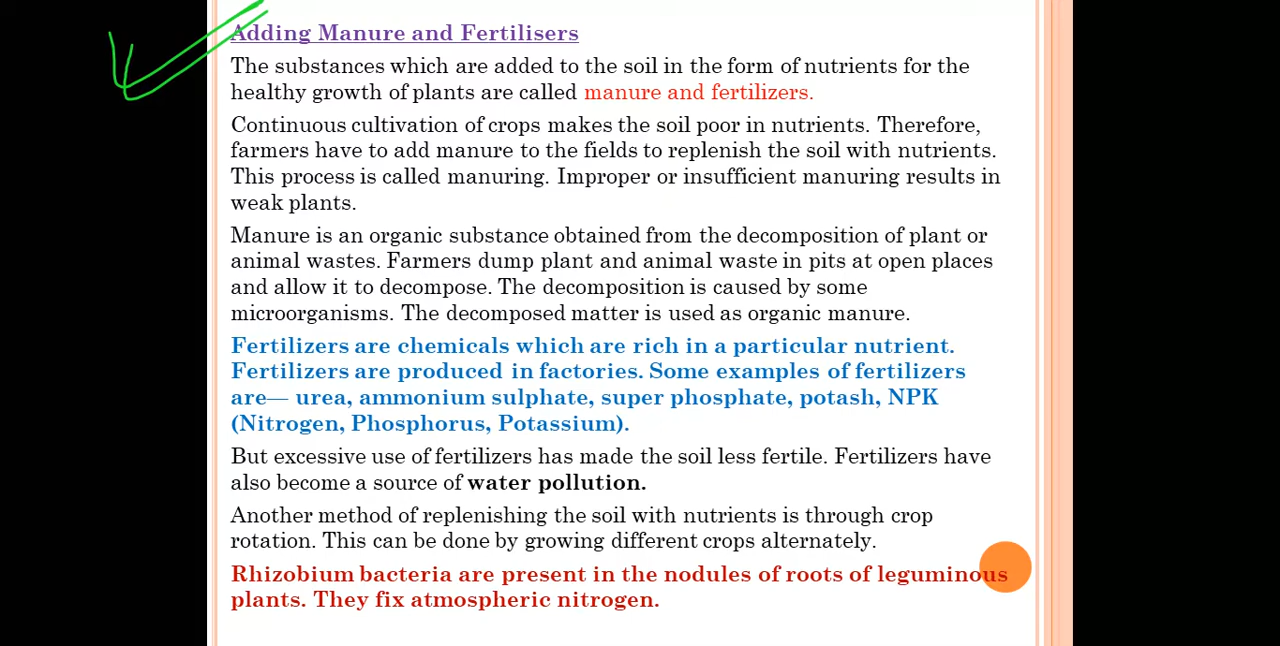 Adding Manure and Fertilisers
The substances which are added to the soil in the form of nutrients for the
healthy growth of plants are called manure and fertilizers.
Continuous cultivation of crops makes the soil poor in nutrients. Therefore,
farmers have to add manure to the fields to replenish the soil with nutrients.
This process is called manuring. Improper or insufficient manuring results in
weak plants.
Manure is an organic substance obtained from the decomposition of plant or
animal wastes. Farmers dump plant and animal waste in pits at open places
and allow it to decompose. The decomposition is caused by some
microorganisms. The decomposed matter is used as organic manure.
Fertilizers are chemicals which are rich in a particular nutrient.
Fertilizers are produced in factories. Some examples of fertilizers
are— urea, ammonium sulphate, super phosphate, potash, NPK
(Nitrogen, Phosphorus, Potassium).
But excessive use of fertilizers has made the soil less fertile. Fertilizers have
also become a source of water pollution.
Another method of replenishing the soil with nutrients is through crop
rotation. This can be done by growing different crops alternately.
Rhizobium bacteria are present in the nodules of roots of leguminous
plants. They fix atmospheric nitrogen.